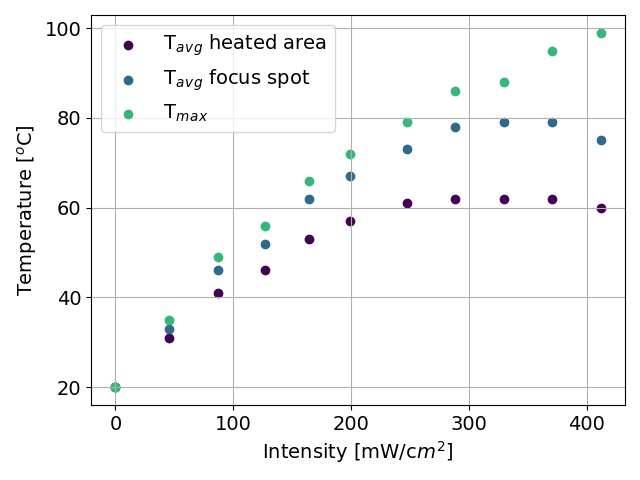 100
80
60
40
20
Temperature [°C]
T_avg heated area
T_avg focus spot
T_max
0 100 200 300 400
Intensity [mW/cm²]